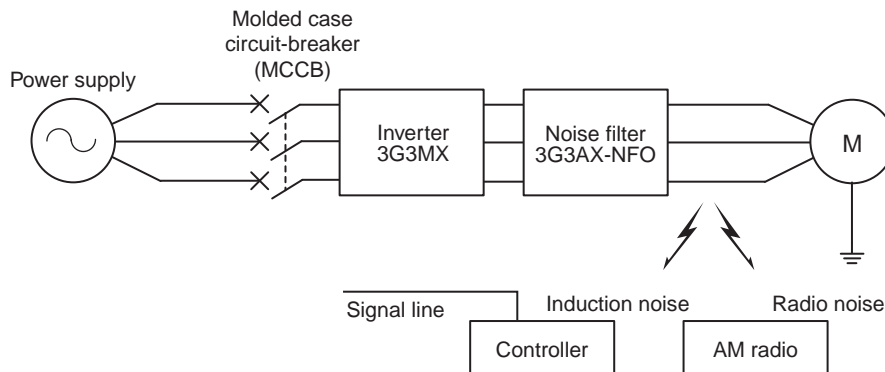 Molded case
circuit-breaker
(MCCB)
Power supply
Inverter
3G3MX
Noise filter
3G3AX-NFO
M
Signal line
Induction noise
Radio noise
Controller
AM radio